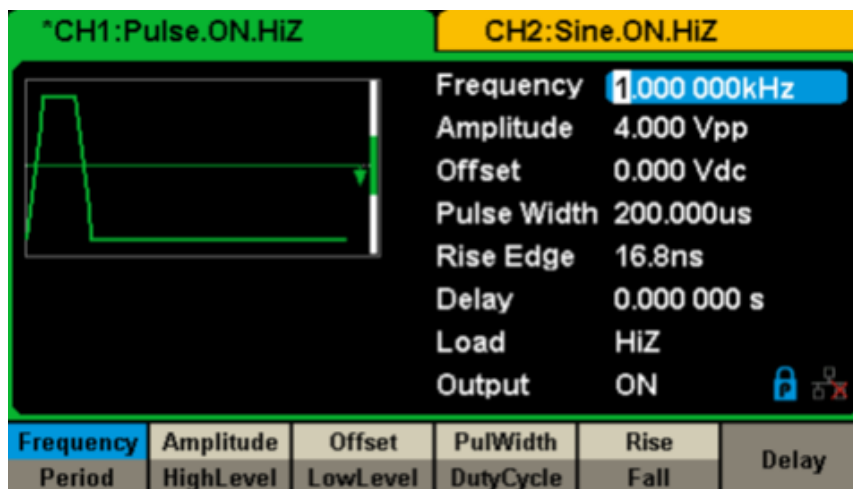 *CH1:Pulse.ON.HiZ CH2:Sine.ON.HiZ
Frequency 1.000 000kHz
Amplitude 4.000 Vpp
Offset 0.000 Vdc
Pulse Width 200.000us
Rise Edge 16.8ns
Delay 0.000 000 s
Load HiZ
Output ON
P
Frequency Amplitude Offset PulWidth Rise Delay
Period HighLevel LowLevel DutyCycle Fall